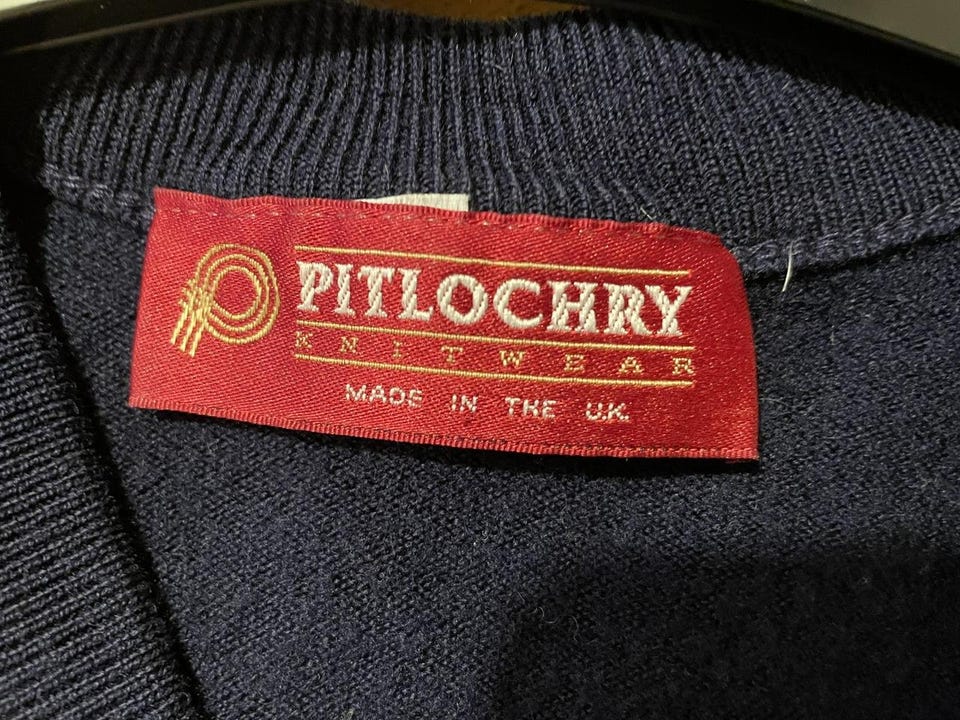 PITLOCHRY
KNITWEAR
MADE IN THE U.K.